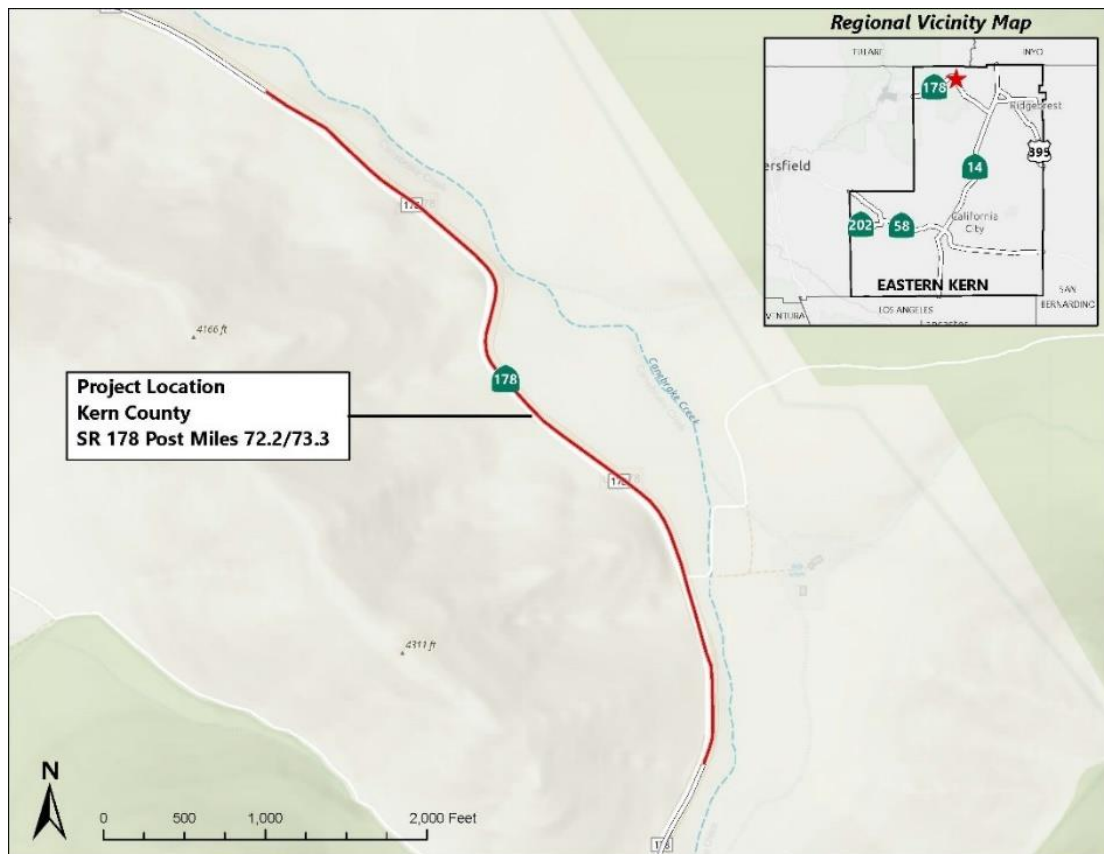 Regional Vicinity Map
TULARE
INYO
178
Ridgecrest
395
14
ersfield
202
58
California
City
EASTERN KERN
SAN
BERNARDINO
LOS ANGELES
VENTURA
Lancaster
178
4166 ft
178
Canebrake Creek
Project Location
Kern County
SR 178 Post Miles 72.2/73.3
178
4311 ft
N
0 500 1,000 2,000 Feet
178